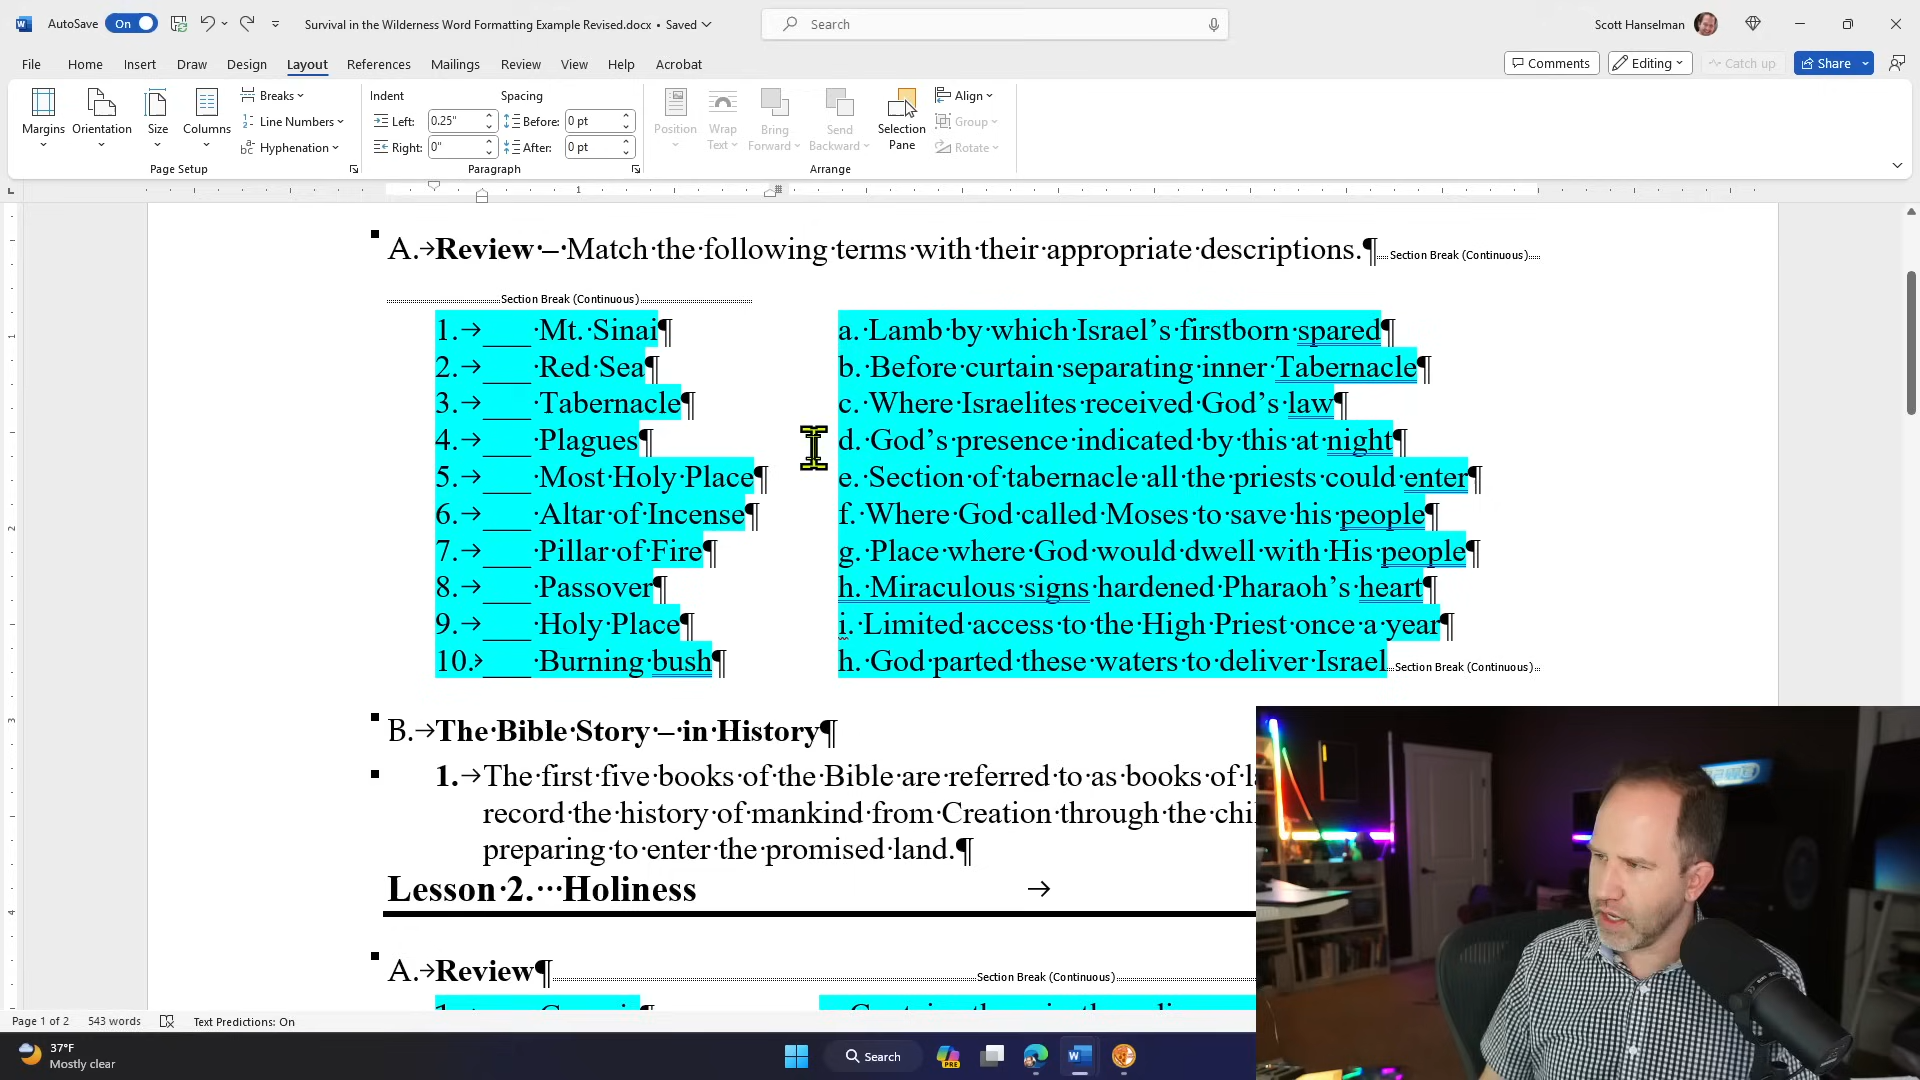 AutoSave On Survival in the Wilderness Word Formatting Example Revised.docx • Saved Search Scott Hanselman
File Home Insert Draw Design Layout References Mailings Review View Help Acrobat Comments Editing Catch up Share
Margins Orientation Size Columns
Breaks
Line Numbers
Hyphenation
Page Setup
Indent Spacing
Left: 0.25" Before: 0 pt
Right: 0" After: 0 pt
Paragraph
Position Wrap Text Bring Forward Send Backward Selection Pane
Align
Group
Rotate
Arrange
1
A.→Review·–·Match·the·following·terms·with·their·appropriate·descriptions.¶ Section Break (Continuous)
Section Break (Continuous)
1.→___·Mt.·Sinai¶
2.→___·Red·Sea¶
3.→___·Tabernacle¶
4.→___·Plagues¶
5.→___·Most·Holy·Place¶
6.→___·Altar·of·Incense¶
7.→___·Pillar·of·Fire¶
8.→___·Passover¶
9.→___·Holy·Place¶
10.→___·Burning·bush¶
a.·Lamb·by·which·Israel’s·firstborn·spared¶
b.·Before·curtain·separating·inner·Tabernacle¶
c.·Where·Israelites·received·God’s·law¶
d.·God’s·presence·indicated·by·this·at·night¶
e.·Section·of·tabernacle·all·the·priests·could·enter¶
f.·Where·God·called·Moses·to·save·his·people¶
g.·Place·where·God·would·dwell·with·His·people¶
h.·Miraculous·signs·hardened·Pharaoh’s·heart¶
i.·Limited·access·to·the·High·Priest·once·a·year¶
h.·God·parted·these·waters·to·deliver·Israel Section Break (Continuous)
B.→The·Bible·Story·–·in·History¶
1.→The·first·five·books·of·the·Bible·are·referred·to·as·books·of·
record·the·history·of·mankind·from·Creation·through·the·
preparing·to·enter·the·promised·land.¶
Lesson·2.···Holiness →
A.→Review¶ Section Break (Continuous)
1
2
3
4
Page 1 of 2 543 words Text Predictions: On
37°F
Mostly clear
Search
PRE